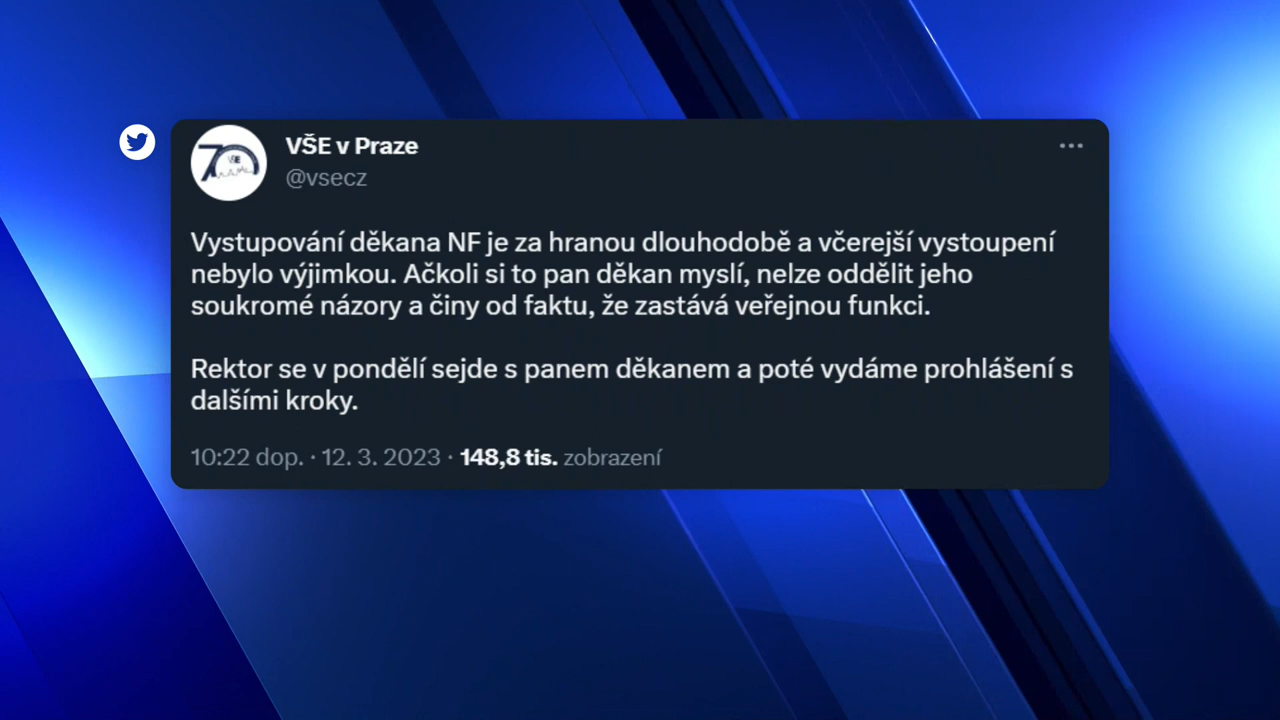 VŠE v Praze
@vsecz
Vystupování děkana NF je za hranou dlouhodobě a včerejší vystoupení
nebylo výjimkou. Ačkoli si to pan děkan myslí, nelze oddělit jeho
soukromé názory a činy od faktu, že zastává veřejnou funkci.
Rektor se v pondělí sejde s panem děkanem a poté vydáme prohlášení s
dalšími kroky.
10:22 dop. · 12. 3. 2023 · 148,8 tis. zobrazení
70
VŠE